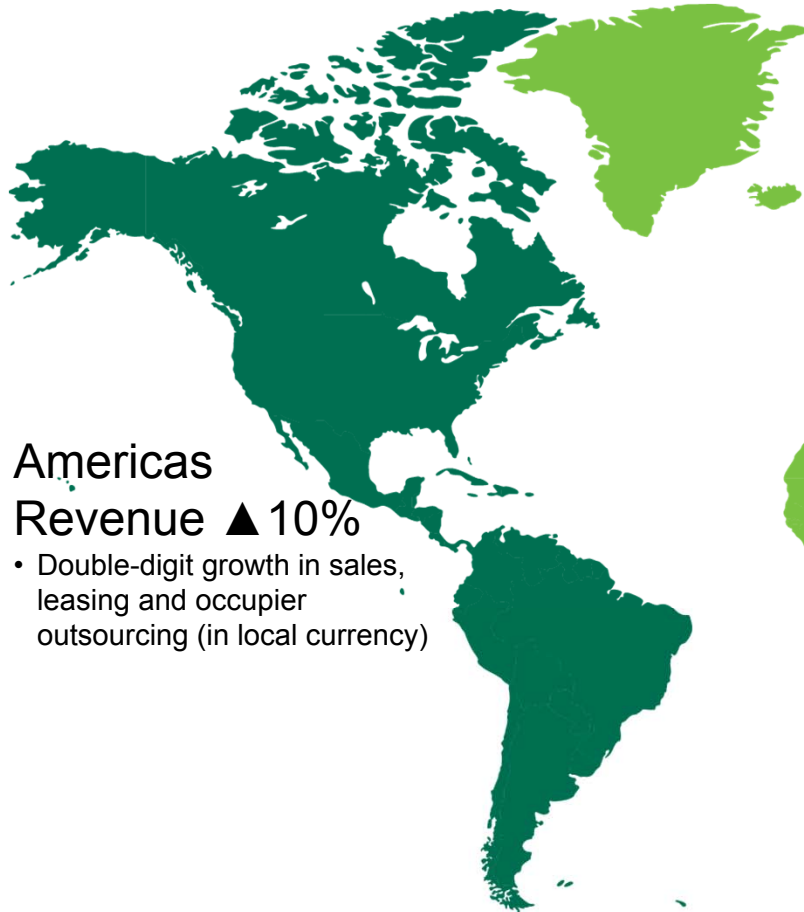 Americas
Revenue ▲10%
• Double-digit growth in sales,
leasing and occupier
outsourcing (in local currency)